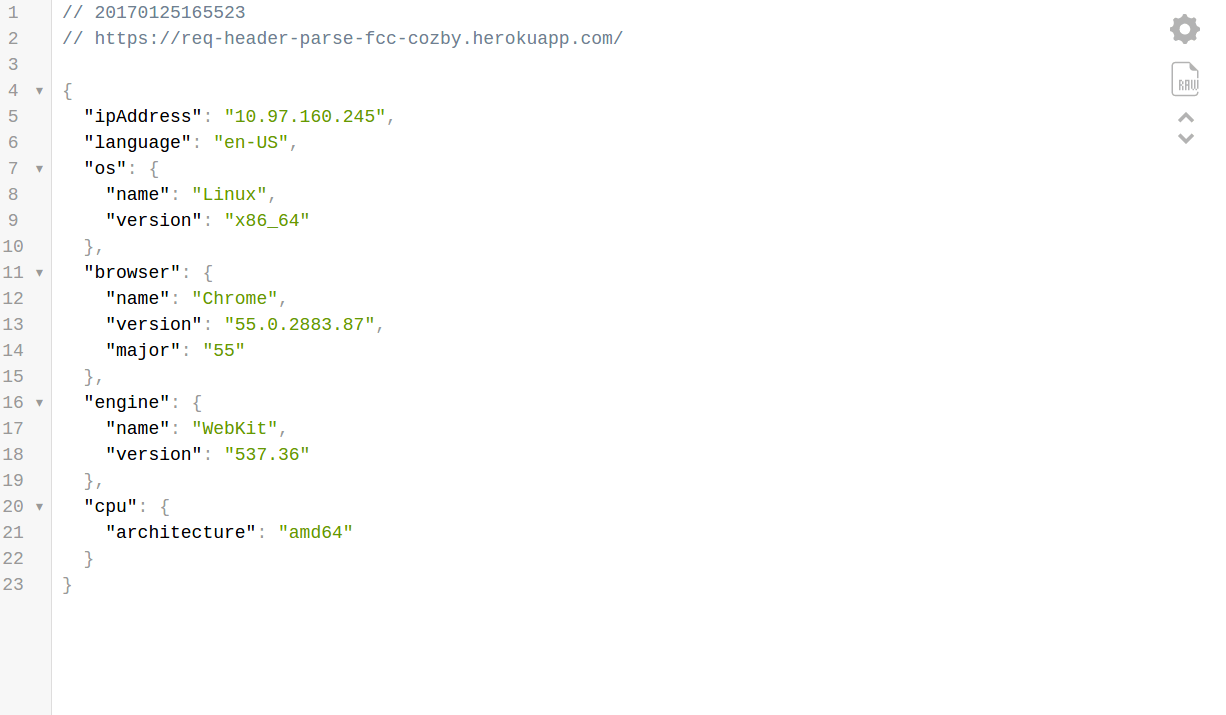 1 // 20170125165523
2 // https://req-header-parse-fcc-cozby.herokuapp.com/
3
4 ▼ {
5   "ipAddress": "10.97.160.245",
6   "language": "en-US",
7 ▼   "os": {
8     "name": "Linux",
9     "version": "x86_64"
10   },
11 ▼   "browser": {
12     "name": "Chrome",
13     "version": "55.0.2883.87",
14     "major": "55"
15   },
16 ▼   "engine": {
17     "name": "WebKit",
18     "version": "537.36"
19   },
20 ▼   "cpu": {
21     "architecture": "amd64"
22   }
23 }
RAW